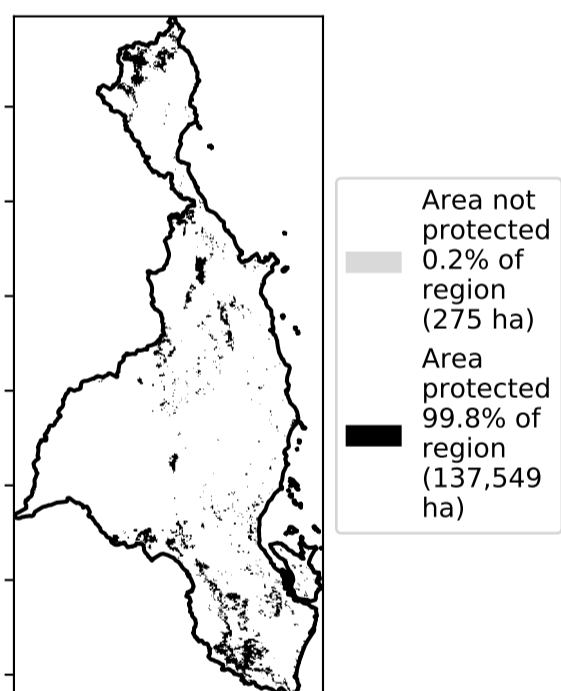 Area not
protected
0.2% of
region
(275 ha)
Area
protected
99.8% of
region
(137,549
ha)